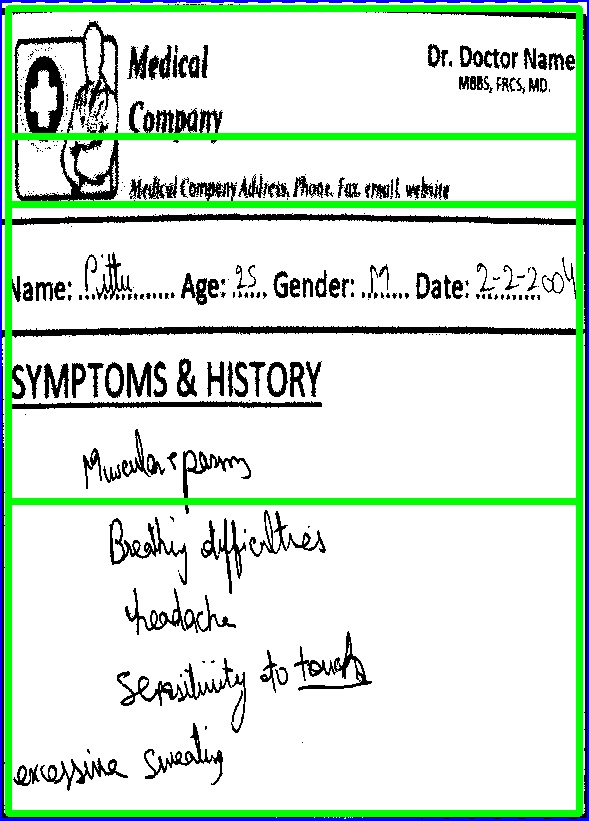 Medical
Company
Dr. Doctor Name
MBBS, FRCS, MD.
Medical Company Address, Phone, Fax, email, website
Name: Pittu Age: 25 Gender: M Date: 2-2-2004
SYMPTOMS & HISTORY
Muscular spasms
Breathing difficulties
headache
Sensitivity to touch
excessive sweating